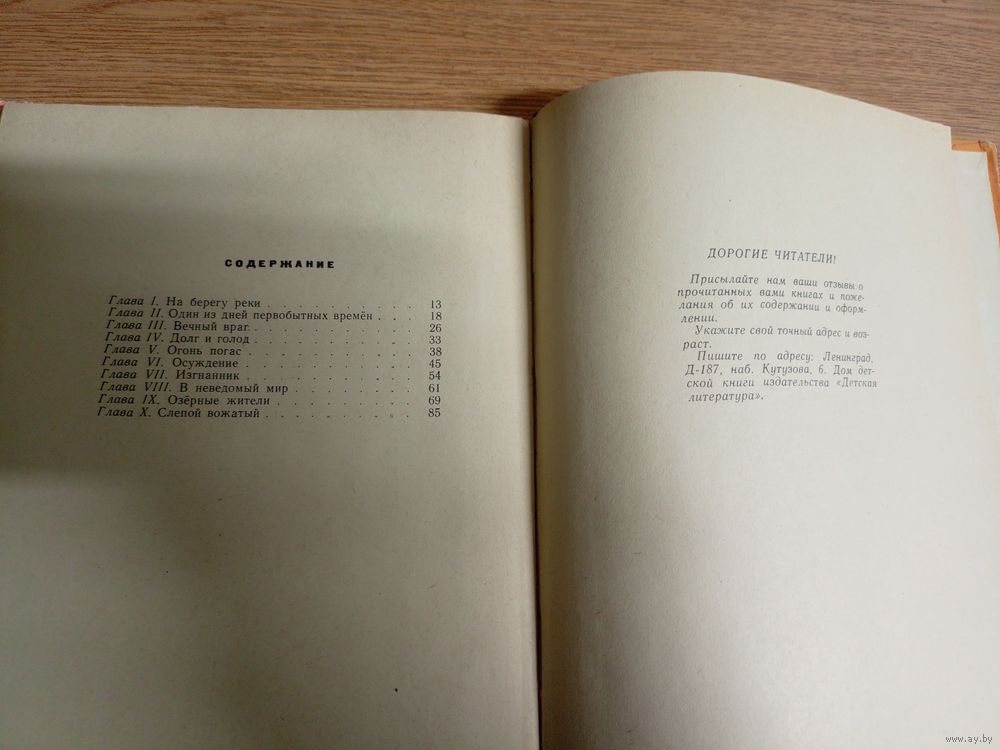 СОДЕРЖАНИЕ
Глава I. На берегу реки . . . . . . . . . . . 13
Глава II. Один из дней первобытных времён . . . 18
Глава III. Вечный враг . . . . . . . . . . . . 26
Глава IV. Долг и голод . . . . . . . . . . . . 33
Глава V. Огонь погас . . . . . . . . . . . . . 38
Глава VI. Осуждение . . . . . . . . . . . . . 45
Глава VII. Изгнанник . . . . . . . . . . . . . 54
Глава VIII. В неведомый мир . . . . . . . . . 61
Глава IX. Озёрные жители . . . . . . . . . . . 69
Глава X. Слепой вожатый . . . . . . . . . . . 85
ДОРОГИЕ ЧИТАТЕЛИ!
Присылайте нам ваши отзывы о
прочитанных вами книгах и поже-
лания об их содержании и оформ-
лении.
Укажите свой точный адрес и воз-
раст.
Пишите по адресу: Ленинград,
Д-187, наб. Кутузова, 6. Дом дет-
ской книги издательства «Детская
литература».
www.ay.by